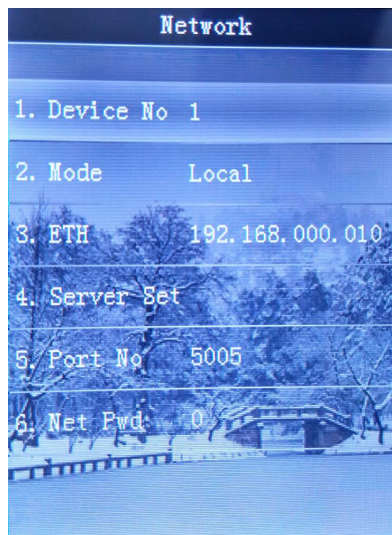 Network
1. Device No 1
2. Mode Local
3. ETH 192.168.000.010
4. Server Set
5. Port No 5005
6. Net Pwd 0